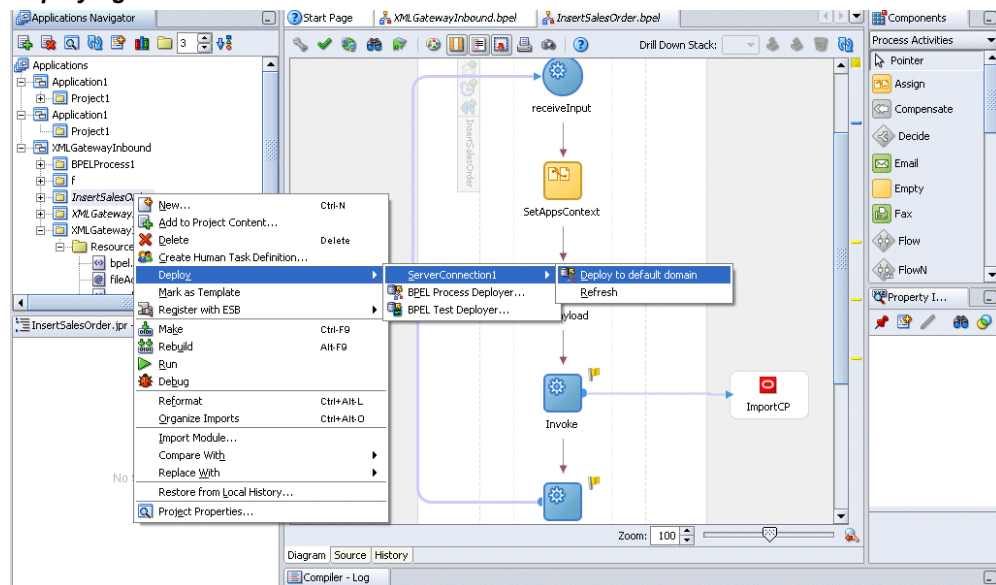 Applications Navigator
Start Page
XMLGatewayInbound.bpel
InsertSalesOrder.bpel
Components
3
Drill Down Stack:
Process Activities
Applications
Application1
Project1
Application1
Project1
XMLGatewayInbound
BPELProcess1
f
InsertSalesO
XMLGateway
XMLGateway
Resource
bpel.
fileA
InsertSalesOrder.jpr -
No
New... Ctrl-N
Add to Project Content...
Delete Delete
Create Human Task Definition...
Deploy
Mark as Template
Register with ESB
Make Ctrl-F9
Rebuild Alt-F9
Run
Debug
Reformat Ctrl+Alt-L
Organize Imports Ctrl+Alt-O
Import Module...
Compare With
Replace With
Restore from Local History...
Project Properties...
ServerConnection1
BPEL Process Deployer...
BPEL Test Deployer...
Deploy to default domain
Refresh
InsertSalesOrder
receiveInput
SetAppsContext
yload
Invoke
ImportCP
Zoom: 100
Diagram Source History
Compiler - Log
Pointer
Assign
Compensate
Decide
Email
Empty
Fax
Flow
FlowN
Property I...